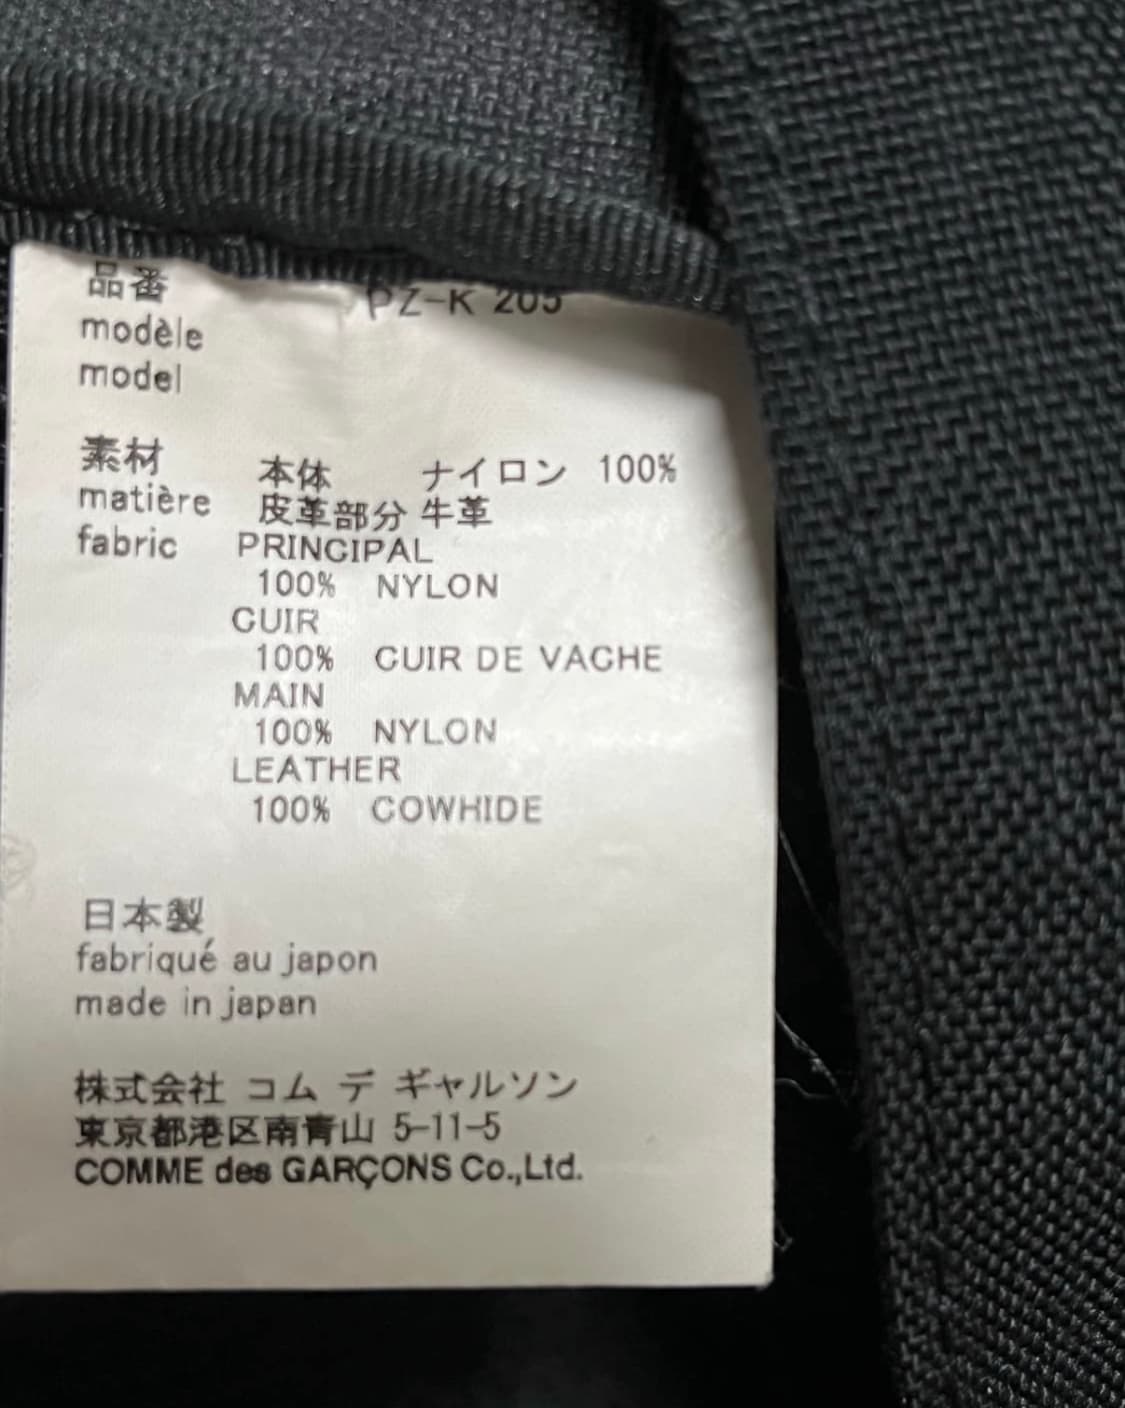 品番 PZ-K 205
modèle
model
素材 本体 ナイロン 100%
matière 皮革部分 牛革
fabric PRINCIPAL
100% NYLON
CUIR
100% CUIR DE VACHE
MAIN
100% NYLON
LEATHER
100% COWHIDE
日本製
fabriqué au japon
made in japan
株式会社 コム デ ギャルソン
東京都港区南青山 5-11-5
COMME des GARÇONS Co.,Ltd.